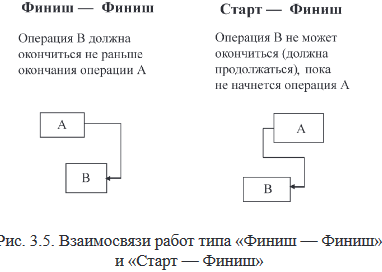 Финиш — Финиш
Операция В должна
окончиться не раньше
окончания операции А
А
В
Старт — Финиш
Операция В не может
окончиться (должна
продолжаться), пока
не начнется операция А
А
В
Рис. 3.5. Взаимосвязи работ типа «Финиш — Финиш»
и «Старт — Финиш»